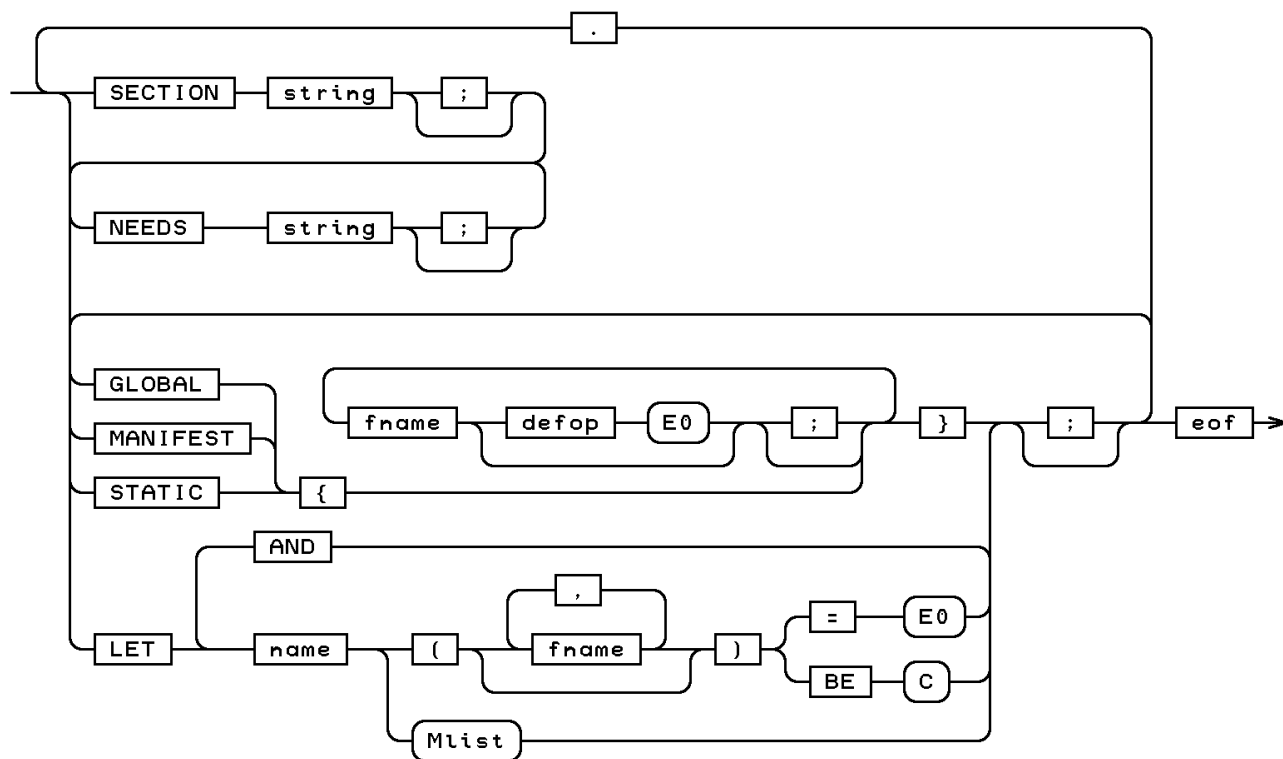 .
SECTION string ;
NEEDS string ;
GLOBAL
fname defop E0 ; } ; eof
MANIFEST
STATIC {
AND
,
= E0
LET name ( fname )
BE C
Mlist